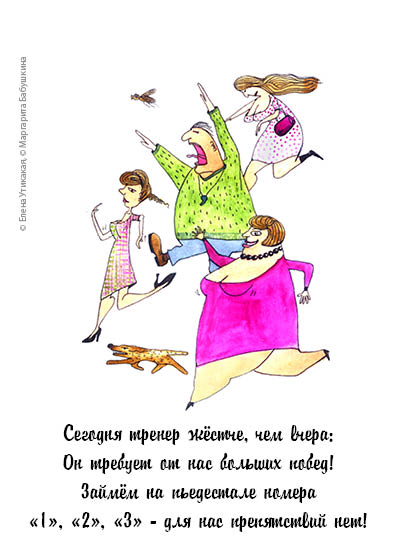 © Елена Утикакая, © Маргарита Бабушкина
Сегодня тренер жёстче, чем вчера:
Он требует от нас больших побед!
Займём на пьедестале номера
«1», «2», «3» - для нас препятствий нет!